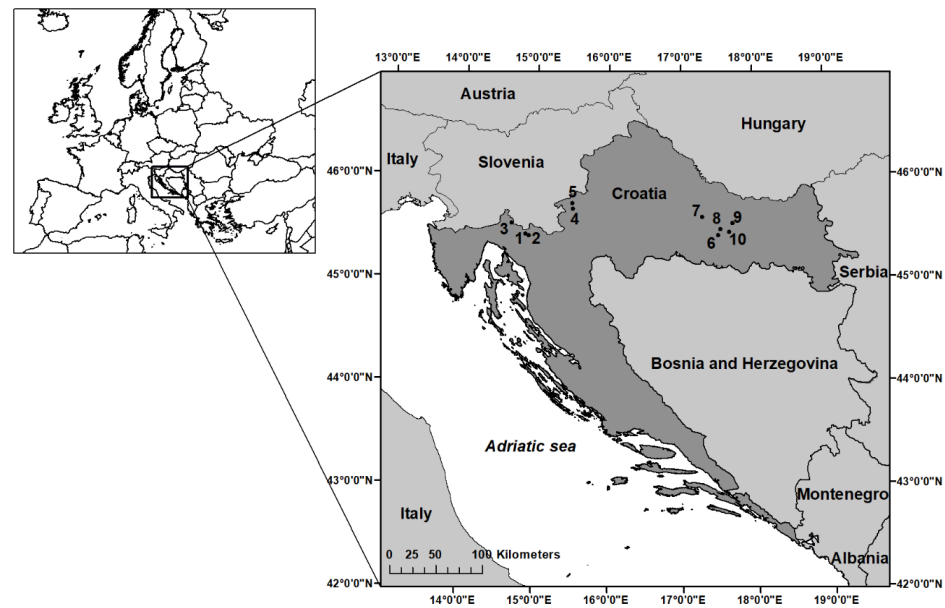 13°0'0"E 14°0'0"E 15°0'0"E 16°0'0"E 17°0'0"E 18°0'0"E 19°0'0"E
Austria
Hungary
Italy
Slovenia
46°0'0"N
46°0'0"N
5
Croatia
4
7
8
9
3
1
2
6
10
45°0'0"N
Serbia
45°0'0"N
Bosnia and Herzegovina
44°0'0"N
44°0'0"N
Adriatic sea
43°0'0"N
43°0'0"N
Montenegro
Italy
0 25 50 100 Kilometers
Albania
42°0'0"N
42°0'0"N
14°0'0"E 15°0'0"E 16°0'0"E 17°0'0"E 18°0'0"E 19°0'0"E